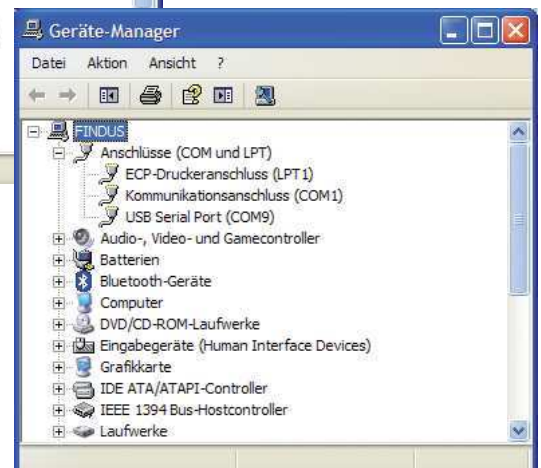 Geräte-Manager
Datei Aktion Ansicht ?
FINDUS
Anschlüsse (COM und LPT)
ECP-Druckeranschluss (LPT1)
Kommunikationsanschluss (COM1)
USB Serial Port (COM9)
Audio-, Video- und Gamecontroller
Batterien
Bluetooth-Geräte
Computer
DVD/CD-ROM-Laufwerke
Eingabegeräte (Human Interface Devices)
Grafikkarte
IDE ATA/ATAPI-Controller
IEEE 1394 Bus-Hostcontroller
Laufwerke